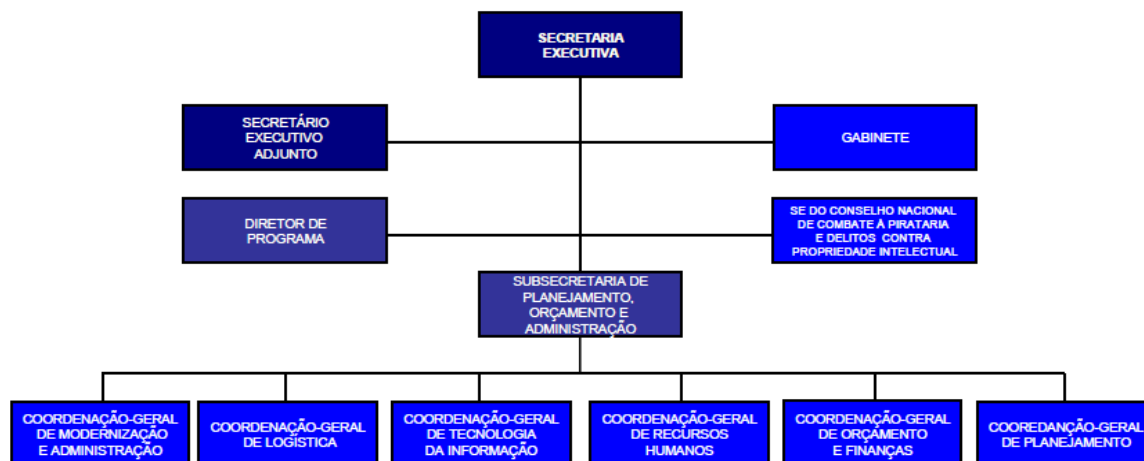 SECRETARIA
EXECUTIVA
SECRETÁRIO
EXECUTIVO
ADJUNTO
GABINETE
DIRETOR DE
PROGRAMA
SE DO CONSELHO NACIONAL
DE COMBATE À PIRATARIA
E DELITOS CONTRA
PROPRIEDADE INTELECTUAL
SUBSECRETARIA DE
PLANEJAMENTO,
ORÇAMENTO E
ADMINISTRAÇÃO
COORDENAÇÃO-GERAL
DE MODERNIZAÇÃO
E ADMINISTRAÇÃO
COORDENAÇÃO-GERAL
DE LOGÍSTICA
COORDENAÇÃO-GERAL
DE TECNOLOGIA
DA INFORMAÇÃO
COORDENAÇÃO-GERAL
DE RECURSOS
HUMANOS
COORDENAÇÃO-GERAL
DE ORÇAMENTO
E FINANÇAS
COOREDANÇÃO-GERAL
DE PLANEJAMENTO